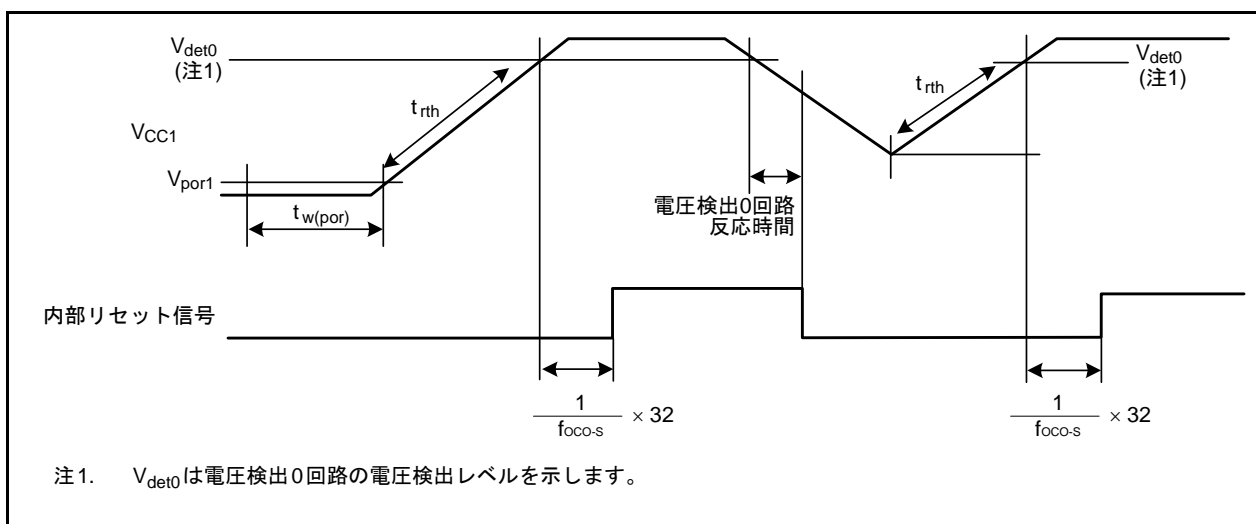 Vdet0
(注1)
trth
trth
Vdet0
(注1)
VCC1
Vpor1
tw(por)
電圧検出0回路
反応時間
内部リセット信号
1
fOCO-S
× 32
1
fOCO-S
× 32
注1. Vdet0は電圧検出0回路の電圧検出レベルを示します。